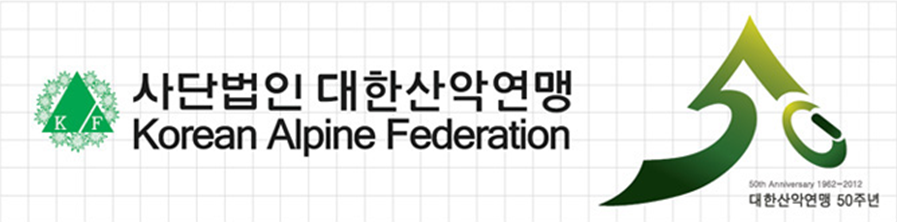 K F
사단법인 대한산악연맹
Korean Alpine Federation
50
50th Anniversary 1962-2012
대한산악연맹 50주년